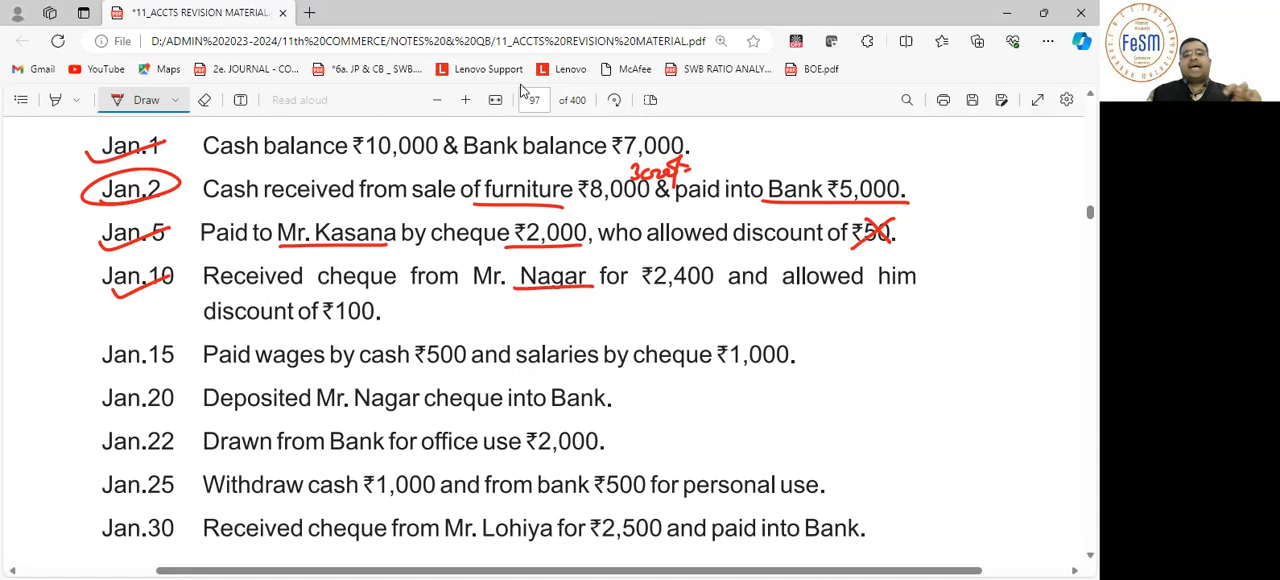 *11_ACCTS REVISION MATERIAL.
File D:/ADMIN%202023-2024/11th%20COMMERCE/NOTES%20&%20QB/11_ACCTS%20REVISION%20MATERIAL.pdf
Gmail YouTube Maps 2e. JOURNAL - CO... *6a. JP & CB _ SWB... Lenovo Support Lenovo McAfee SWB RATIO ANALY... BOE.pdf
Draw Read aloud 97 of 400
FeSM
Jan.1 Cash balance ₹10,000 & Bank balance ₹7,000.
Jan.2 Cash received from sale of furniture ₹8,000 & paid into Bank ₹5,000.
Jan. 5 Paid to Mr. Kasana by cheque ₹2,000, who allowed discount of ₹50.
Jan.10 Received cheque from Mr. Nagar for ₹2,400 and allowed him
discount of ₹100.
Jan.15 Paid wages by cash ₹500 and salaries by cheque ₹1,000.
Jan.20 Deposited Mr. Nagar cheque into Bank.
Jan.22 Drawn from Bank for office use ₹2,000.
Jan.25 Withdraw cash ₹1,000 and from bank ₹500 for personal use.
Jan.30 Received cheque from Mr. Lohiya for ₹2,500 and paid into Bank.